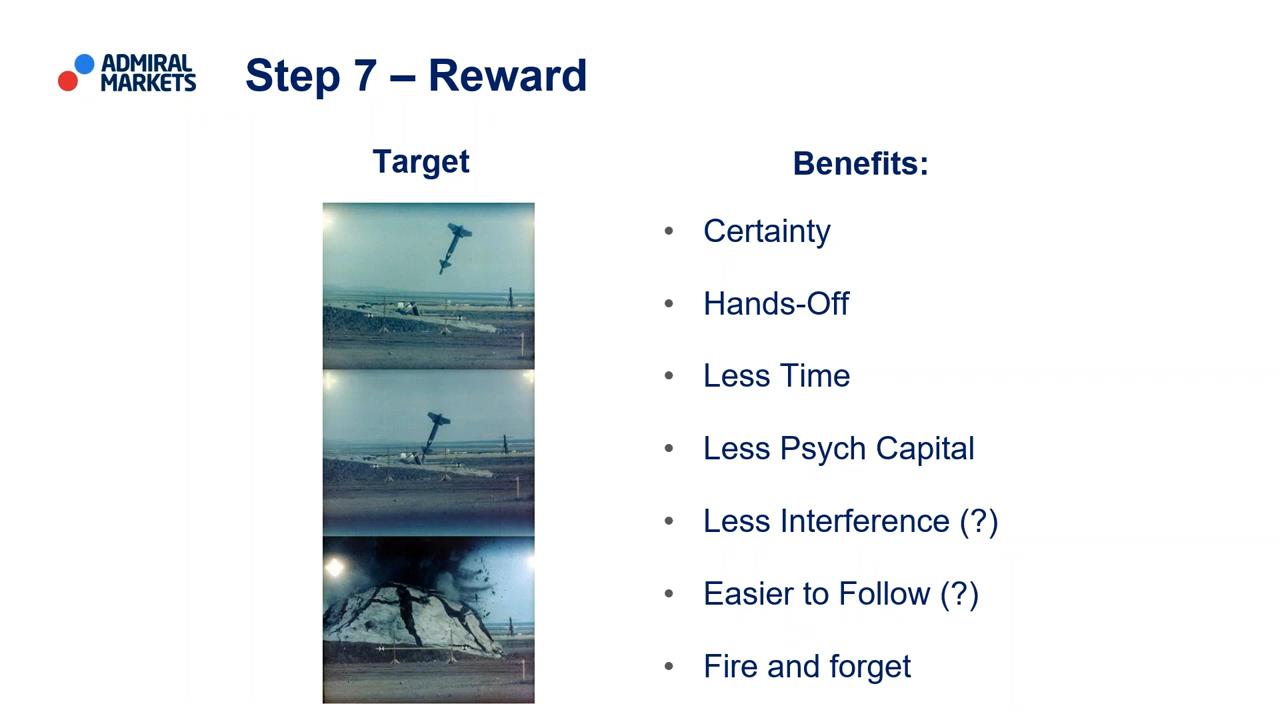 ADMIRAL
MARKETS
Step 7 – Reward
Target
Benefits:
• Certainty
• Hands-Off
• Less Time
• Less Psych Capital
• Less Interference (?)
• Easier to Follow (?)
• Fire and forget